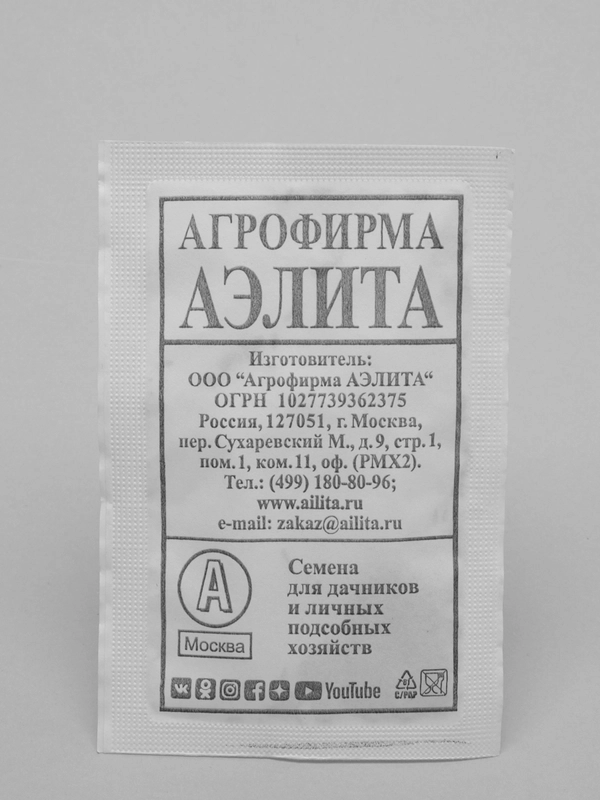 АГРОФИРМА
АЭЛИТА
Изготовитель:
ООО “Агрофирма АЭЛИТА“
ОГРН 1027739362375
Россия, 127051, г. Москва,
пер. Сухаревский М., д. 9, стр. 1,
пом. 1, ком. 11, оф. (РМХ2).
Тел.: (499) 180-80-96;
www.ailita.ru
e-mail: zakaz@ailita.ru
А
Москва
Семена
для дачников
и личных
подсобных
хозяйств
YouTube
C/PAP